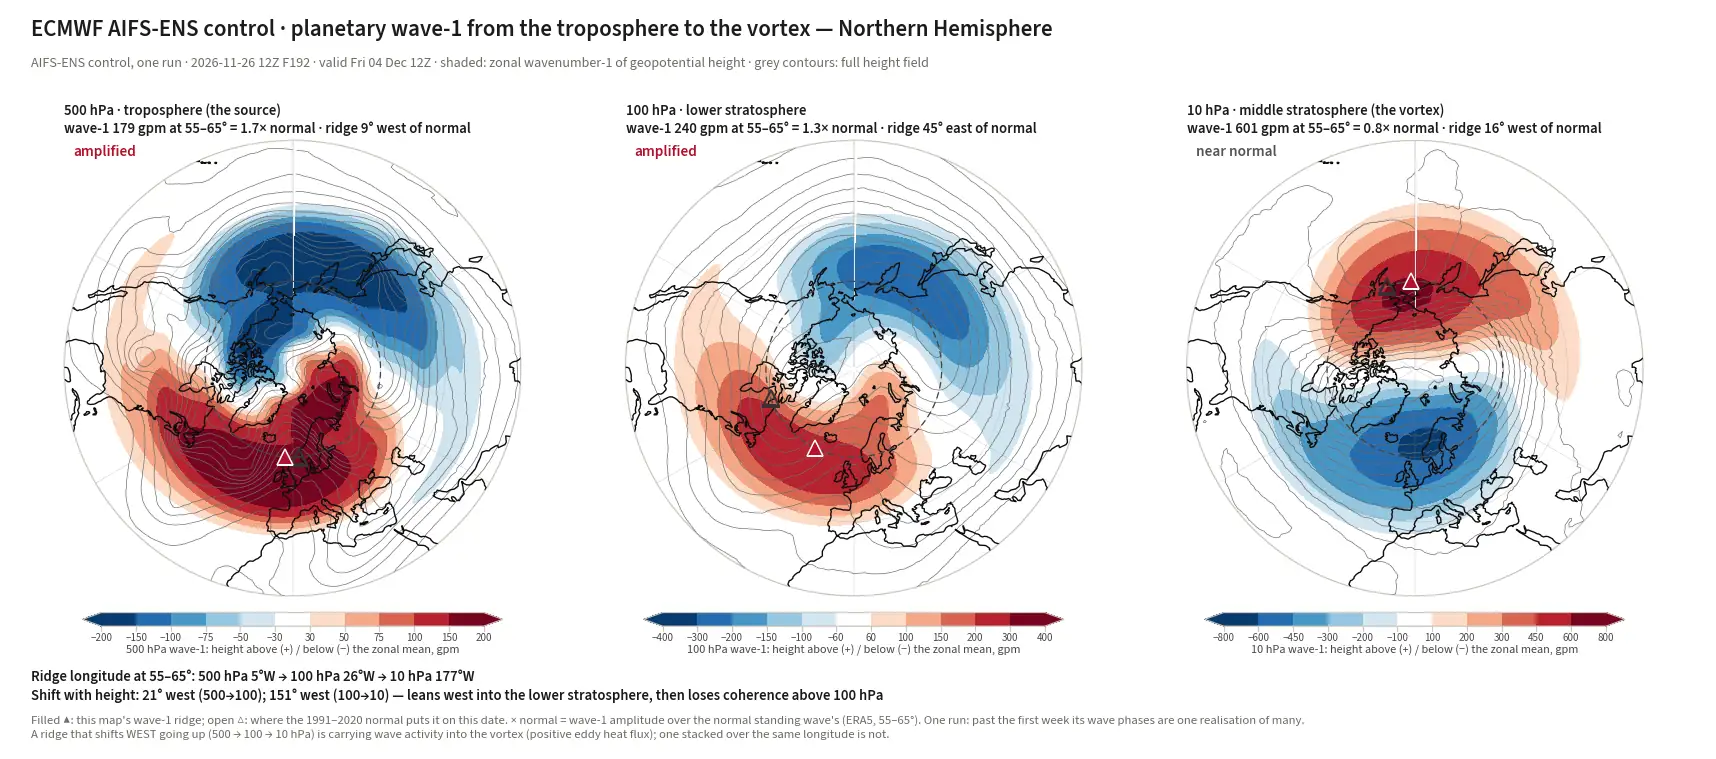 ECMWF AIFS-ENS control · planetary wave-1 from the troposphere to the vortex — Northern Hemisphere
AIFS-ENS control, one run · 2026-11-26 12Z F192 · valid Fri 04 Dec 12Z · shaded: zonal wavenumber-1 of geopotential height · grey contours: full height field
500 hPa · troposphere (the source)
wave-1 179 gpm at 55–65° = 1.7× normal · ridge 9° west of normal
amplified
100 hPa · lower stratosphere
wave-1 240 gpm at 55–65° = 1.3× normal · ridge 45° east of normal
amplified
10 hPa · middle stratosphere (the vortex)
wave-1 601 gpm at 55–65° = 0.8× normal · ridge 16° west of normal
near normal
−200 −150 −100 −75 −50 −30 30 50 75 100 150 200
500 hPa wave-1: height above (+) / below (−) the zonal mean, gpm
−400 −300 −200 −150 −100 −60 60 100 150 200 300 400
100 hPa wave-1: height above (+) / below (−) the zonal mean, gpm
−800 −600 −450 −300 −200 −100 100 200 300 450 600 800
10 hPa wave-1: height above (+) / below (−) the zonal mean, gpm
Ridge longitude at 55–65°: 500 hPa 5°W → 100 hPa 26°W → 10 hPa 177°W
Shift with height: 21° west (500→100); 151° west (100→10) — leans west into the lower stratosphere, then loses coherence above 100 hPa
Filled ▲: this map's wave-1 ridge; open △: where the 1991–2020 normal puts it on this date. × normal = wave-1 amplitude over the normal standing wave's (ERA5, 55–65°). One run: past the first week its wave phases are one realisation of many.
A ridge that shifts WEST going up (500 → 100 → 10 hPa) is carrying wave activity into the vortex (positive eddy heat flux); one stacked over the same longitude is not.